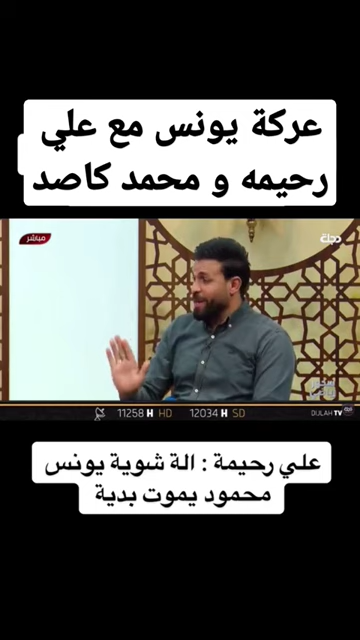 عركة يونس مع علي
رحيمه و محمد كاصد
مباشر
دجلة
11258 H HD 12034 H SD
DIJLAH TV
علي رحيمة : الة شوية يونس
محمود يموت بدية